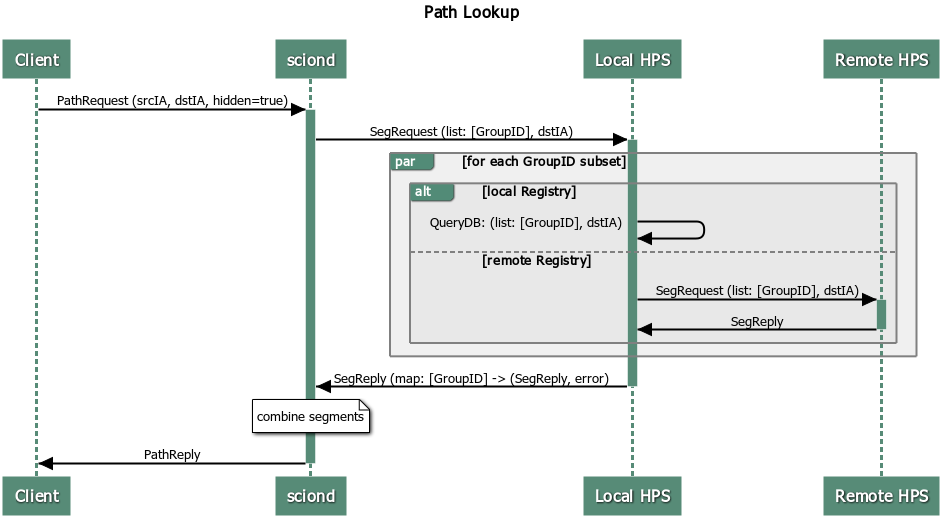 Path Lookup
Client
sciond
Local HPS
Remote HPS
PathRequest (srcIA, dstIA, hidden=true)
SegRequest (list: [GroupID], dstIA)
par
[for each GroupID subset]
alt
[local Registry]
QueryDB: (list: [GroupID], dstIA)
[remote Registry]
SegRequest (list: [GroupID], dstIA)
SegReply
SegReply (map: [GroupID] -> (SegReply, error)
combine segments
PathReply
Client
sciond
Local HPS
Remote HPS